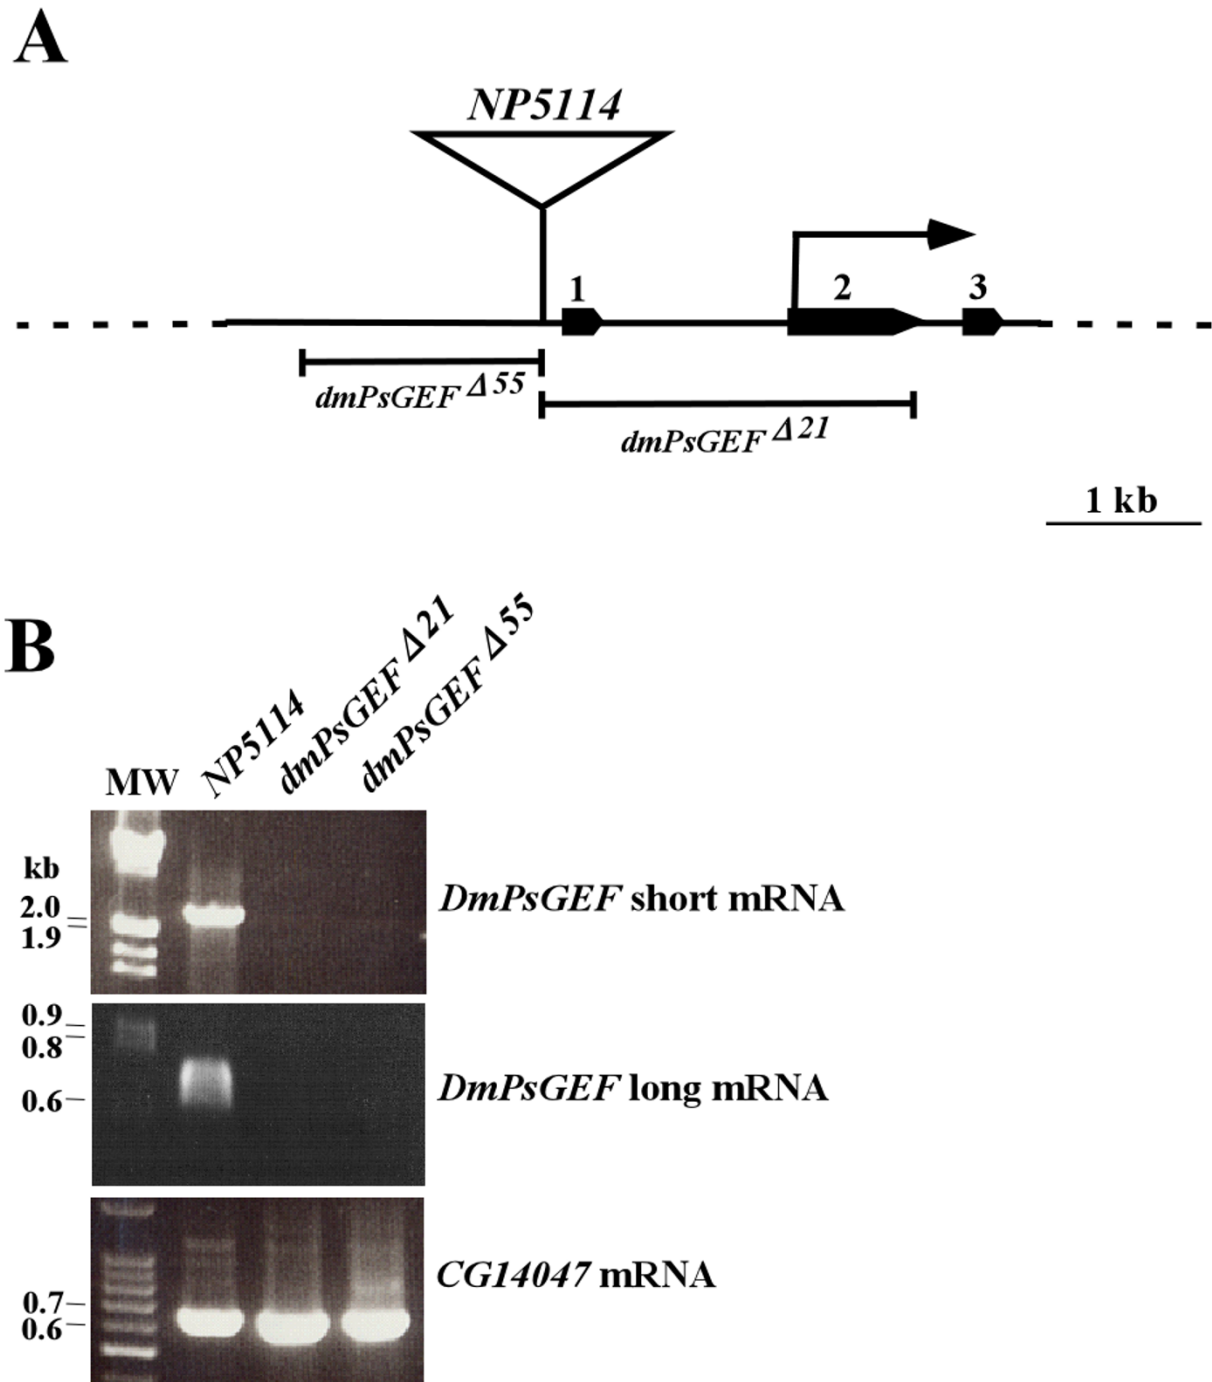 A
NP5114
1
2
3
dmPsGEF Δ55
dmPsGEF Δ21
1 kb
B
MW
NP5114
dmPsGEF Δ21
dmPsGEF Δ55
kb
2.0
1.9
DmPsGEF short mRNA
0.9
0.8
0.6
DmPsGEF long mRNA
0.7
0.6
CG14047 mRNA